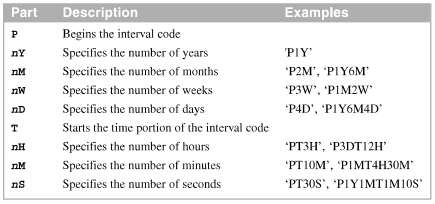 Part Description Examples
P Begins the interval code
nY Specifies the number of years 'P1Y’
nM Specifies the number of months ‘P2M’, ‘P1Y6M’
nW Specifies the number of weeks ‘P3W’, ‘P1M2W’
nD Specifies the number of days ‘P4D’, ‘P1Y6M4D’
T Starts the time portion of the interval code
nH Specifies the number of hours ‘PT3H’, ‘P3DT12H’
nM Specifies the number of minutes ‘PT10M’, ‘P1MT4H30M’
nS Specifies the number of seconds ‘PT30S’, ‘P1Y1MT1M10S’